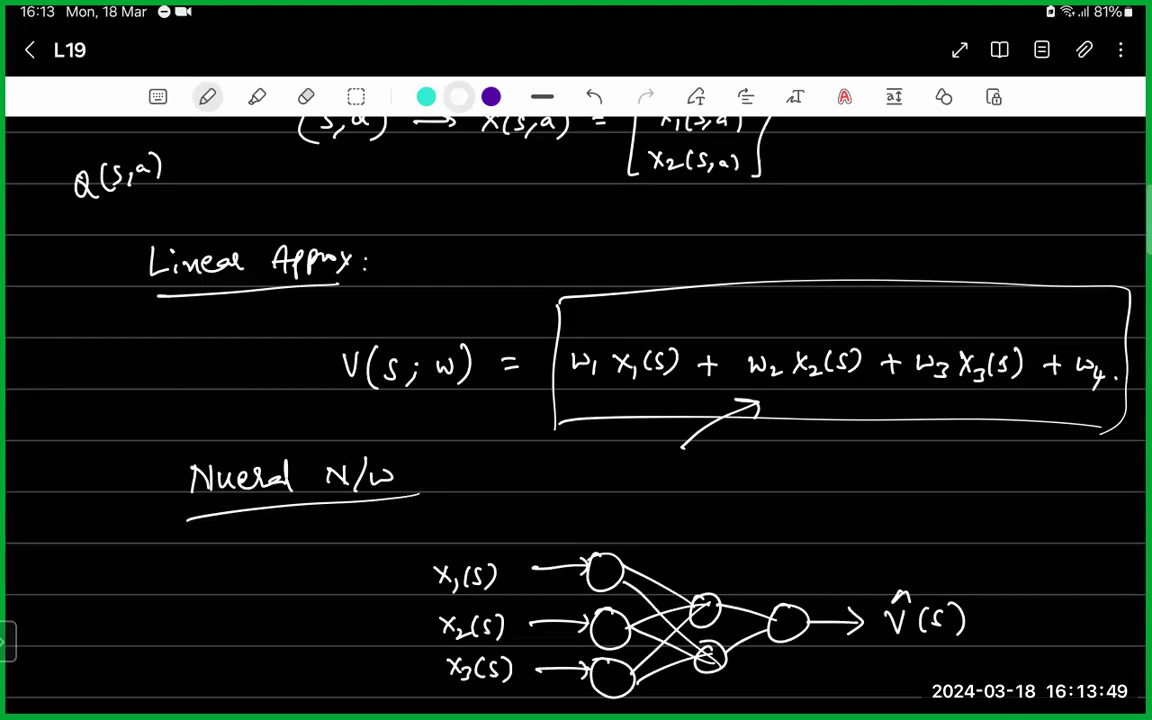 16:13 Mon, 18 Mar 81%
L19
(s,a) → x(s,a) = [x1(s,a)
x2(s,a)]
Q(s,a)
Linear Approx:
V(s; w) = w1 x1(s) + w2 x2(s) + w3 x3(s) + w4.
Nueral N/W
x1(s)
x2(s) V̂(s)
x3(s)
2024-03-18 16:13:49